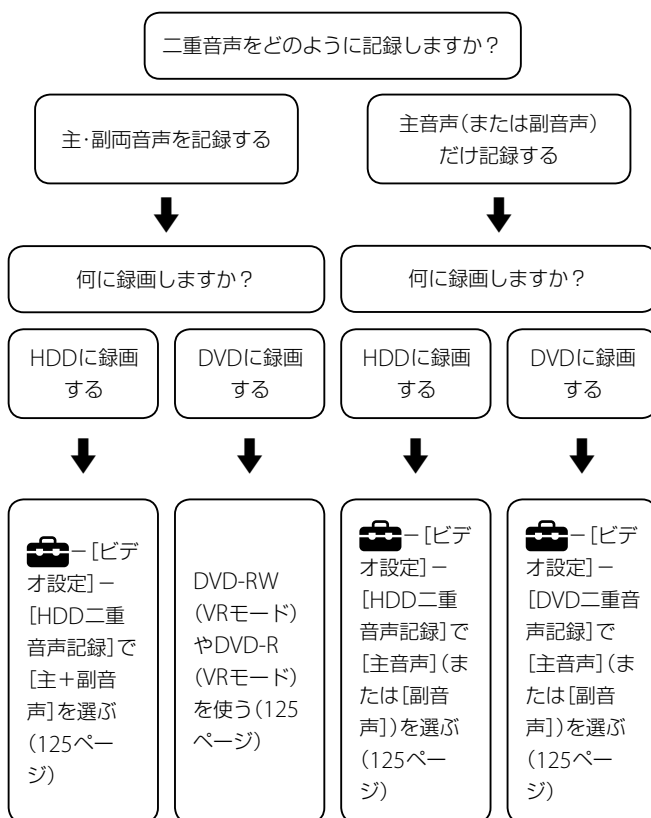 二重音声をどのように記録しますか？
主・副両音声を記録する
主音声（または副音声）
だけ記録する
何に録画しますか？
何に録画しますか？
HDDに録画
する
DVDに録画
する
HDDに録画
する
DVDに録画
する
－［ビデ
オ設定］－
［HDD二重
音声記録］で
［主＋副音
声］を選ぶ
（125ペー
ジ）
DVD-RW
（VRモード）
やDVD-R
（VRモード）
を使う（125
ページ）
－［ビデ
オ設定］－
［HDD二重
音声記録］で
［主音声］（ま
たは［副音
声］）を選ぶ
（125ペー
ジ）
－［ビデ
オ設定］－
［DVD二重音
声記録］で
［主音声］（ま
たは［副音
声］）を選ぶ
（125ペー
ジ）